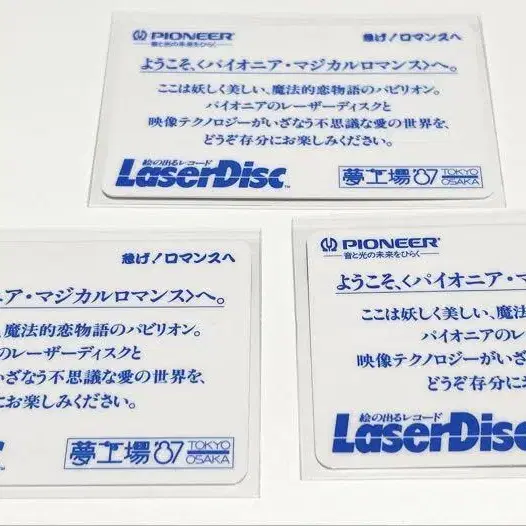 PIONEER 急げ!ロマンスへ
音と光の未来をひらく
ようこそ、〈パイオニア・マジカルロマンス〉へ。
ここは妖しく美しい、魔法的恋物語のパビリオン。
パイオニアのレーザーディスクと
映像テクノロジーがいざなう不思議な愛の世界を、
どうぞ存分にお楽しみください。
絵の出るレコード
LaserDisc™ 夢工場'87 TOKYO OSAKA
急げ!ロマンスへ
ニア・マジカルロマンス〉へ。
魔法的恋物語のパビリオン。
のレーザーディスクと
いざなう不思議な愛の世界を、
にお楽しみください。
夢工場'87 TOKYO OSAKA
PIONEER
音と光の未来をひらく
ようこそ、〈パイオニア・マジ
ここは妖しく美しい、魔法
パイオニアのレ
映像テクノロジーがいざ
どうぞ存分にお
絵の出るレコード
LaserDisc